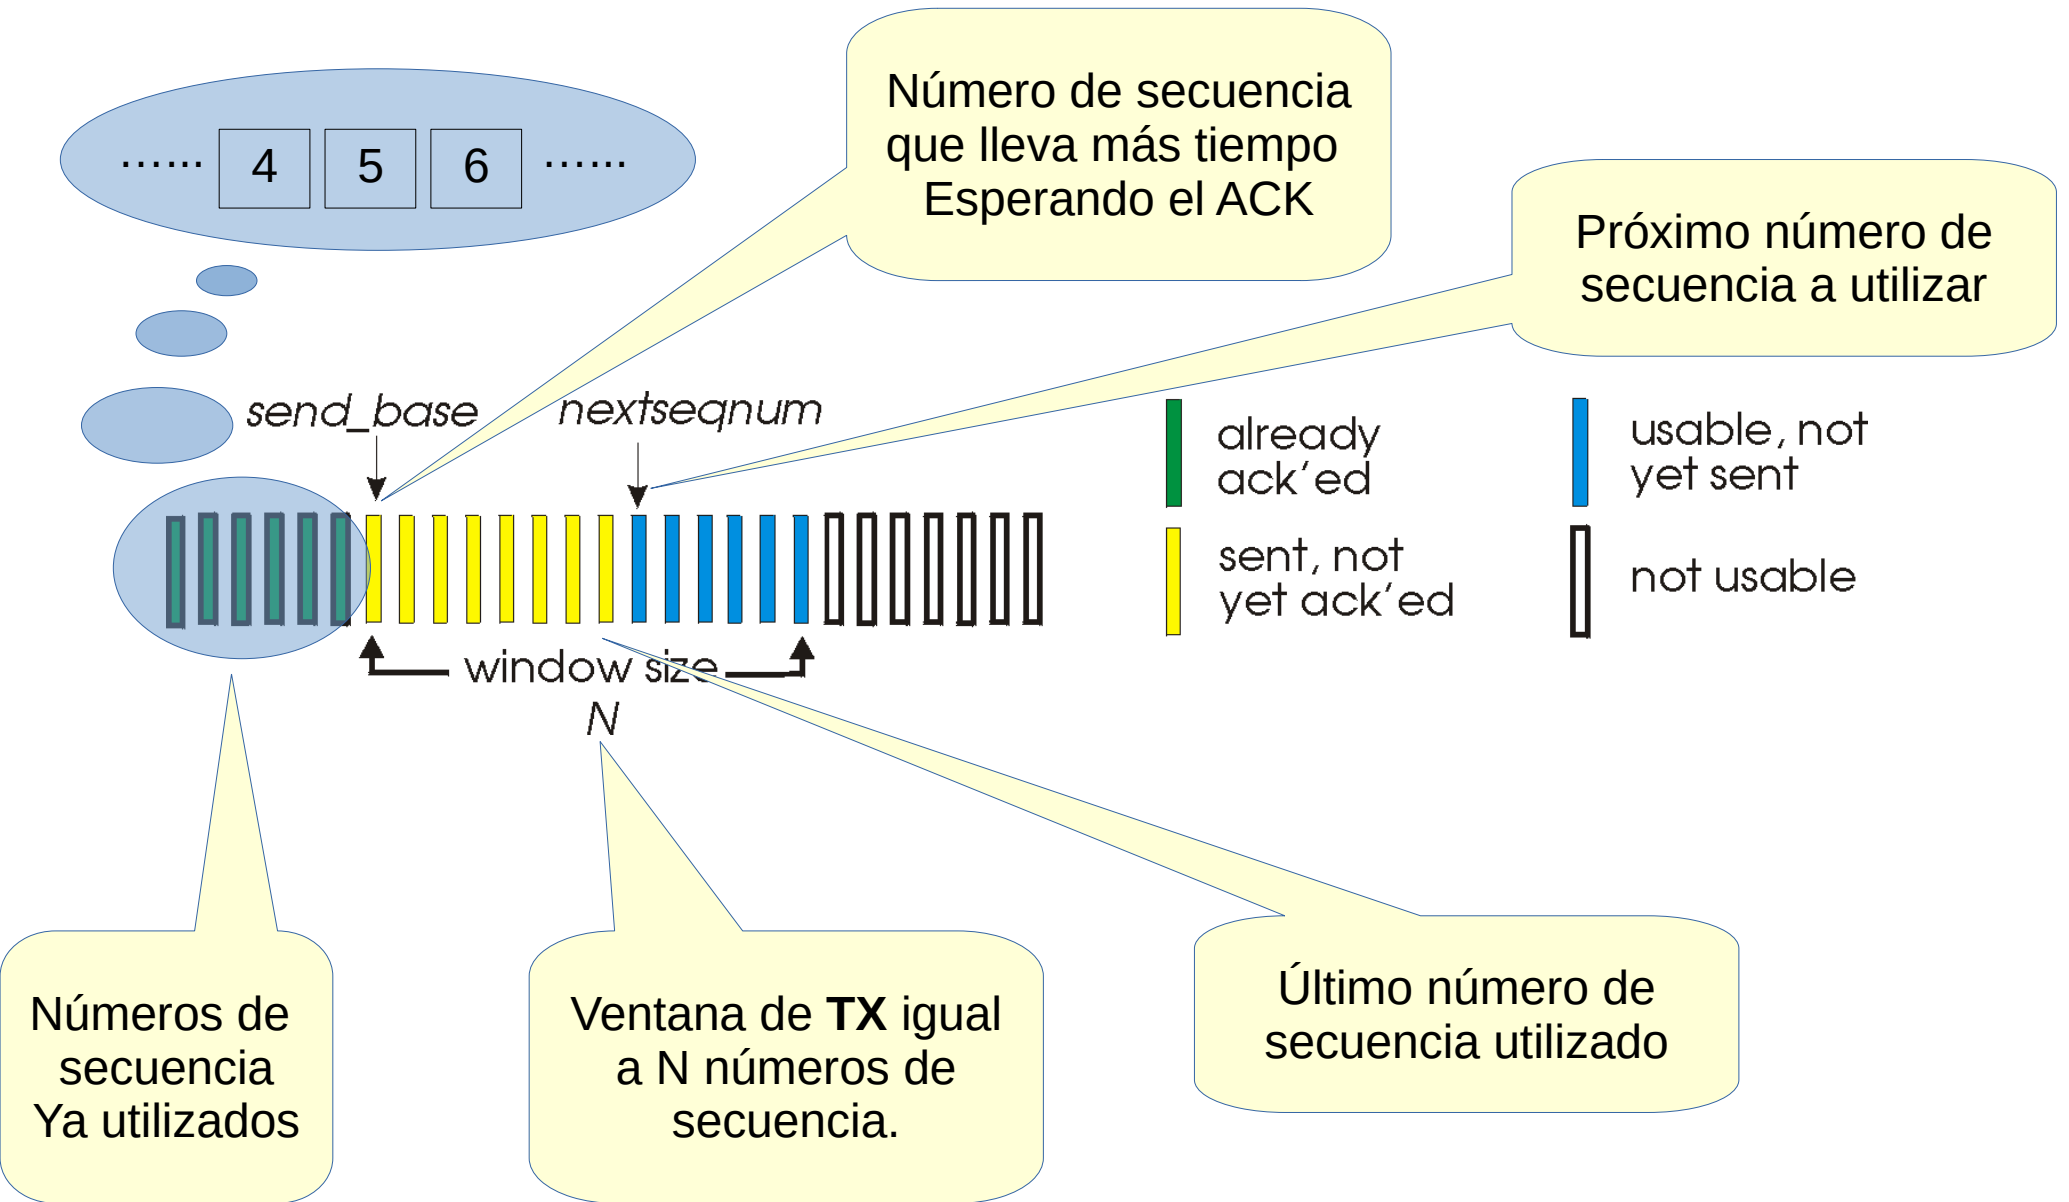 …... 4 5 6 …...
Número de secuencia
que lleva más tiempo
Esperando el ACK
Próximo número de
secuencia a utilizar
send_base
nextseqnum
already
ack'ed
usable, not
yet sent
sent, not
yet ack'ed
not usable
window size
N
Números de
secuencia
Ya utilizados
Ventana de TX igual
a N números de
secuencia.
Último número de
secuencia utilizado